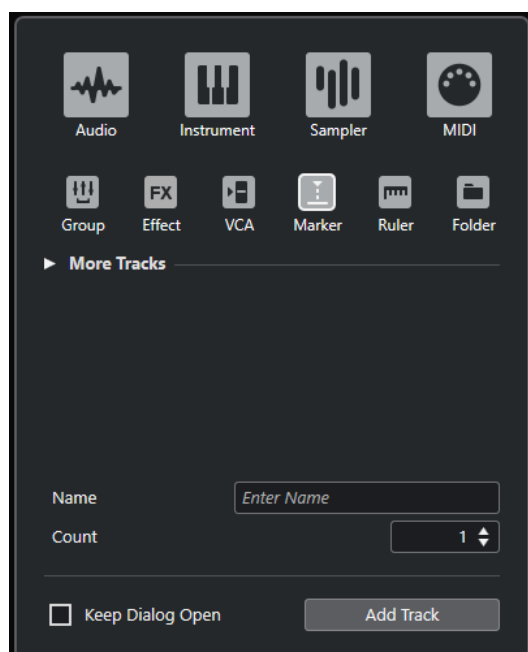 Audio Instrument Sampler MIDI
FX
Group Effect VCA Marker Ruler Folder
More Tracks
Name Enter Name
Count 1
Keep Dialog Open Add Track